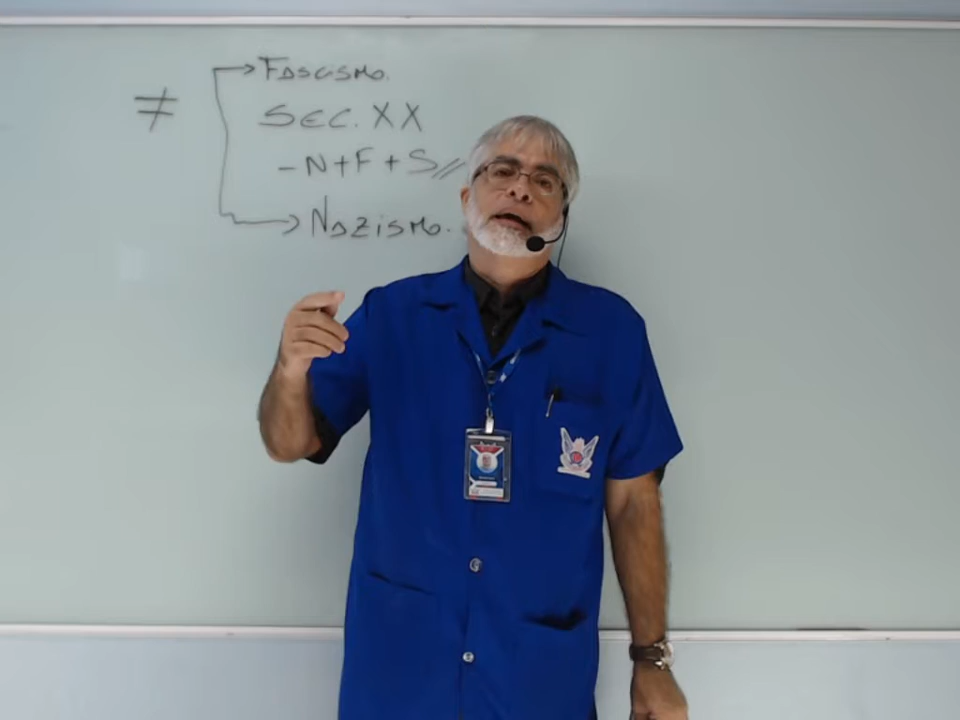 ≠
Fascismo.
SEC. XX
- N + F + S //
Nazismo.